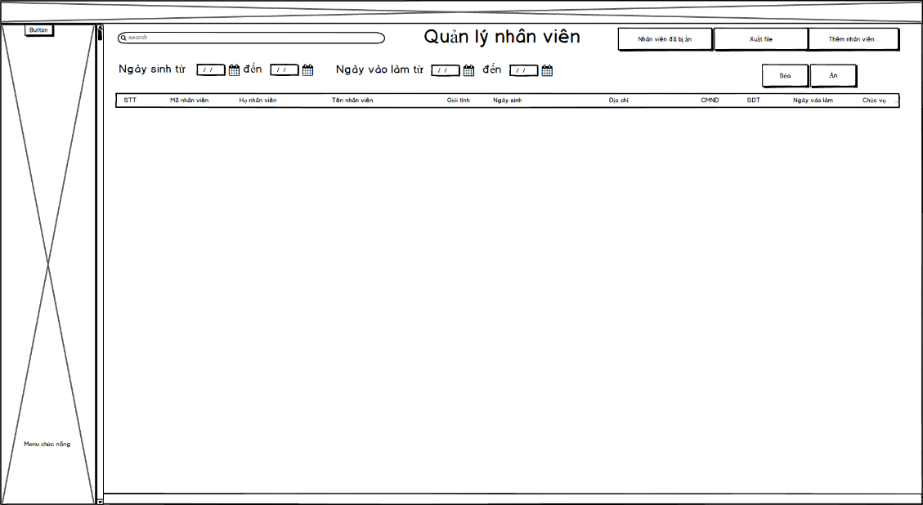 Button
search
Quản lý nhân viên
Nhân viên đã bị ản
Xuất file
Thêm nhân viên
Ngày sinh từ / / đến / /
Ngày vào làm từ / / đến / /
Ẩn
STT Mã nhân viên Họ nhân viên Tên nhân viên Giới tính Ngày sinh Địa chỉ CMND SĐT Ngày vào làm Chức vụ
Menu chức năng